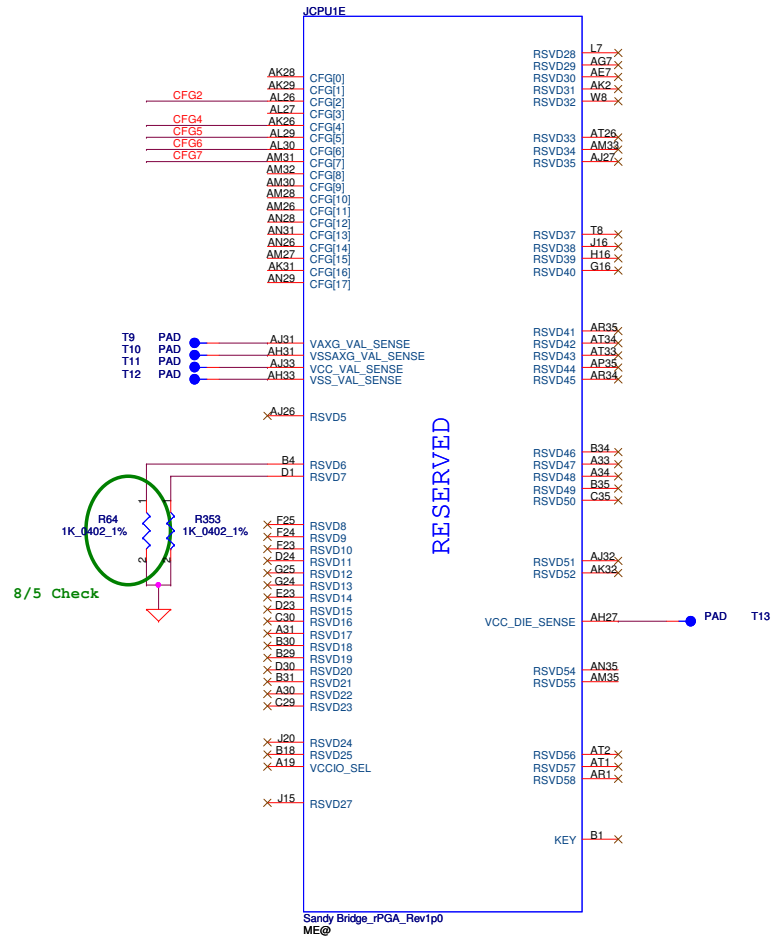 JCPU1E
AK28 CFG[0]
AK29 CFG[1]
CFG2 AL26 CFG[2]
AL27 CFG[3]
CFG4 AK26 CFG[4]
CFG5 AL29 CFG[5]
CFG6 AL30 CFG[6]
CFG7 AM31 CFG[7]
AM32 CFG[8]
AM30 CFG[9]
AM28 CFG[10]
AM26 CFG[11]
AN28 CFG[12]
AN31 CFG[13]
AN26 CFG[14]
AM27 CFG[15]
AK31 CFG[16]
AN29 CFG[17]
T9 PAD AJ31 VAXG_VAL_SENSE
T10 PAD AH31 VSSAXG_VAL_SENSE
T11 PAD AJ33 VCC_VAL_SENSE
T12 PAD AH33 VSS_VAL_SENSE
AJ26 RSVD5
B4 RSVD6
D1 RSVD7
1 1
R64 R353
1K_0402_1% 1K_0402_1%
2 2
8/5 Check
F25 RSVD8
F24 RSVD9
F23 RSVD10
D24 RSVD11
G25 RSVD12
G24 RSVD13
E23 RSVD14
D23 RSVD15
C30 RSVD16
A31 RSVD17
B30 RSVD18
B29 RSVD19
D30 RSVD20
B31 RSVD21
A30 RSVD22
C29 RSVD23
J20 RSVD24
B18 RSVD25
A19 VCCIO_SEL
J15 RSVD27
RESERVED
RSVD28 L7
RSVD29 AG7
RSVD30 AE7
RSVD31 AK2
RSVD32 W8
RSVD33 AT26
RSVD34 AM33
RSVD35 AJ27
RSVD37 T8
RSVD38 J16
RSVD39 H16
RSVD40 G16
RSVD41 AR35
RSVD42 AT34
RSVD43 AT33
RSVD44 AP35
RSVD45 AR34
RSVD46 B34
RSVD47 A33
RSVD48 A34
RSVD49 B35
RSVD50 C35
RSVD51 AJ32
RSVD52 AK32
VCC_DIE_SENSE AH27 PAD T13
RSVD54 AN35
RSVD55 AM35
RSVD56 AT2
RSVD57 AT1
RSVD58 AR1
KEY B1
Sandy Bridge_rPGA_Rev1p0
ME@